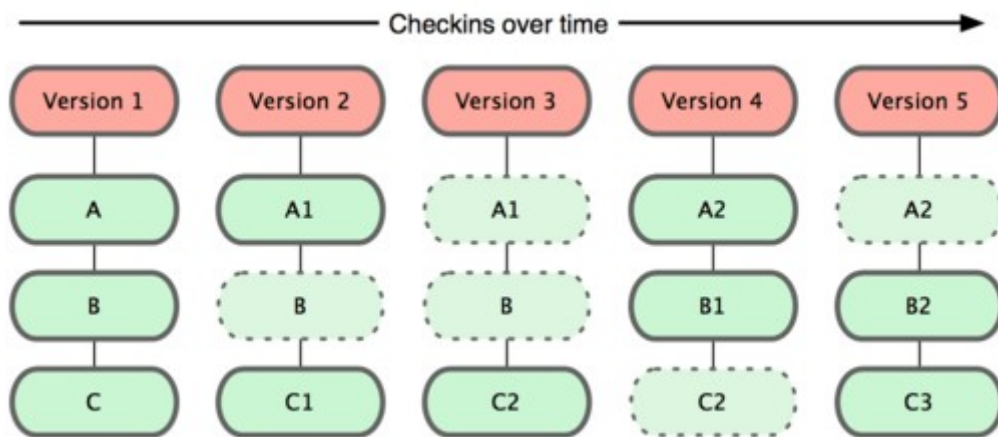 Checkins over time
Version 1 Version 2 Version 3 Version 4 Version 5
A A1 A1 A2 A2
B B B B1 B2
C C1 C2 C2 C3